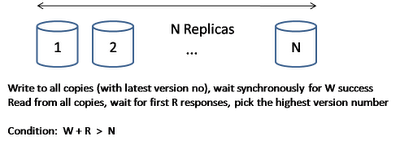 N Replicas
1 2 ... N
Write to all copies (with latest version no), wait synchronously for W success
Read from all copies, wait for first R responses, pick the highest version number
Condition: W + R > N